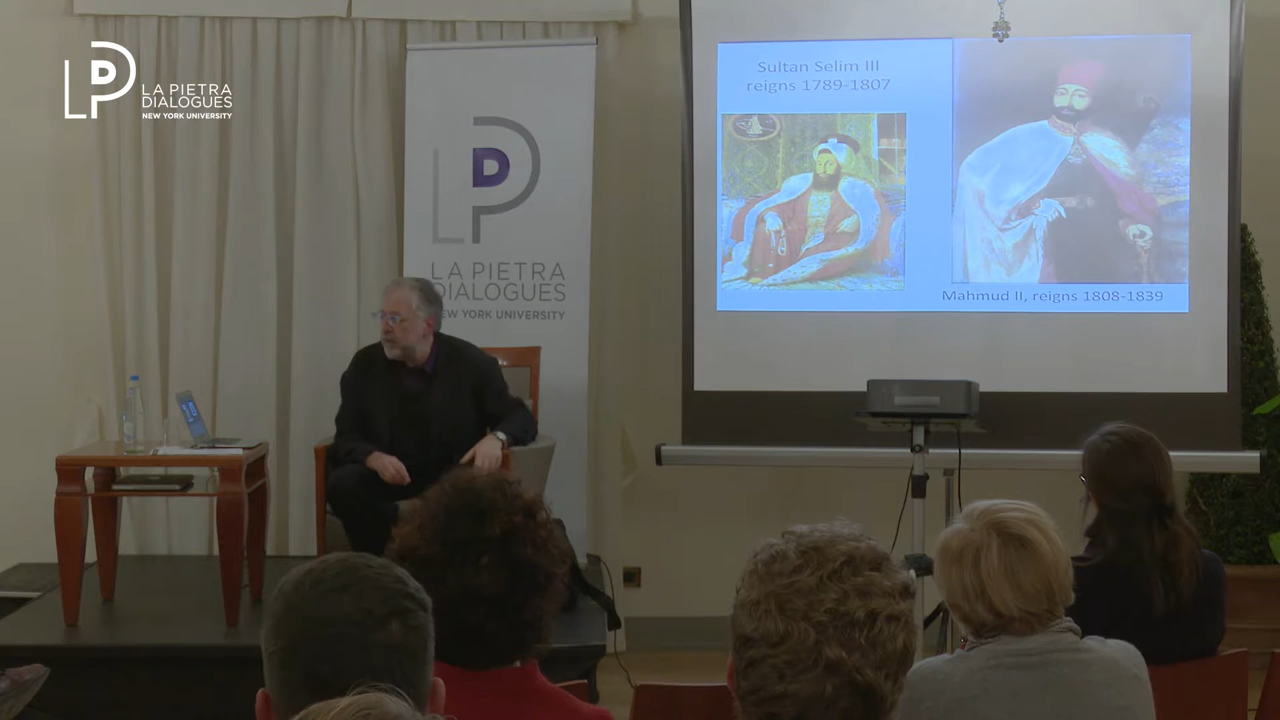 LA PIETRA
DIALOGUES
NEW YORK UNIVERSITY
LA PIETRA
DIALOGUES
NEW YORK UNIVERSITY
Sultan Selim III
reigns 1789-1807
Mahmud II, reigns 1808-1839